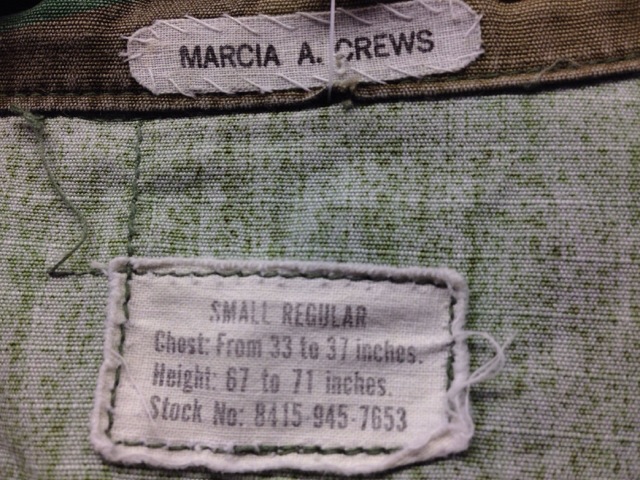 MARCIA A. CREWS
SMALL REGULAR
Chest: From 33 to 37 inches.
Height: 67 to 71 inches.
Stock No: 8415-945-7653